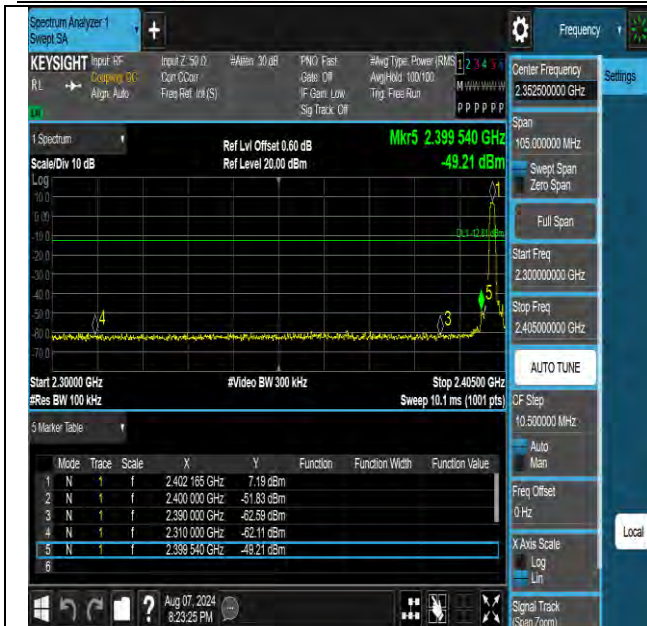 Spectrum Analyzer 1
Swept SA
Frequency
KEYSIGHT Input: RF Input Z: 50 Ω #Atten: 30 dB PNO: Fast #Avg Type: Power (RMS 1 2 3 4 5 6
RL Coupling: DC Corr CCorr Gate: Off Avg|Hold: 100/100 M W W W W W
Align: Auto Freq Ref: Int (S) IF Gain: Low Trig: Free Run
Sig Track: Off P P P P P P
Center Frequency
2.352500000 GHz
Settings
1 Spectrum Ref Lvl Offset 0.60 dB Mkr5 2.399 540 GHz
Scale/Div 10 dB Ref Level 20.00 dBm -49.21 dBm
Log
10.0
0.00
-10.0
-20.0
-30.0
-40.0
-50.0
-60.0
-70.0
1
5
3
4
Start 2.30000 GHz #Video BW 300 kHz Stop 2.40500 GHz
#Res BW 100 kHz Sweep 10.1 ms (1001 pts)
Span
105.000000 MHz
Swept Span
Zero Span
Full Span
Start Freq
2.300000000 GHz
Stop Freq
2.405000000 GHz
AUTO TUNE
CF Step
10.500000 MHz
Auto
Man
Freq Offset
0 Hz
X Axis Scale
Log
Lin
Signal Track
(Span Zoom)
Local
5 Marker Table
Mode Trace Scale X Y Function Function Width Function Value
1 N 1 f 2.402 165 GHz 7.19 dBm
2 N 1 f 2.400 000 GHz -51.83 dBm
3 N 1 f 2.390 000 GHz -62.59 dBm
4 N 1 f 2.310 000 GHz -62.11 dBm
5 N 1 f 2.399 540 GHz -49.21 dBm
6
? Aug 07, 2024
8:23:25 PM